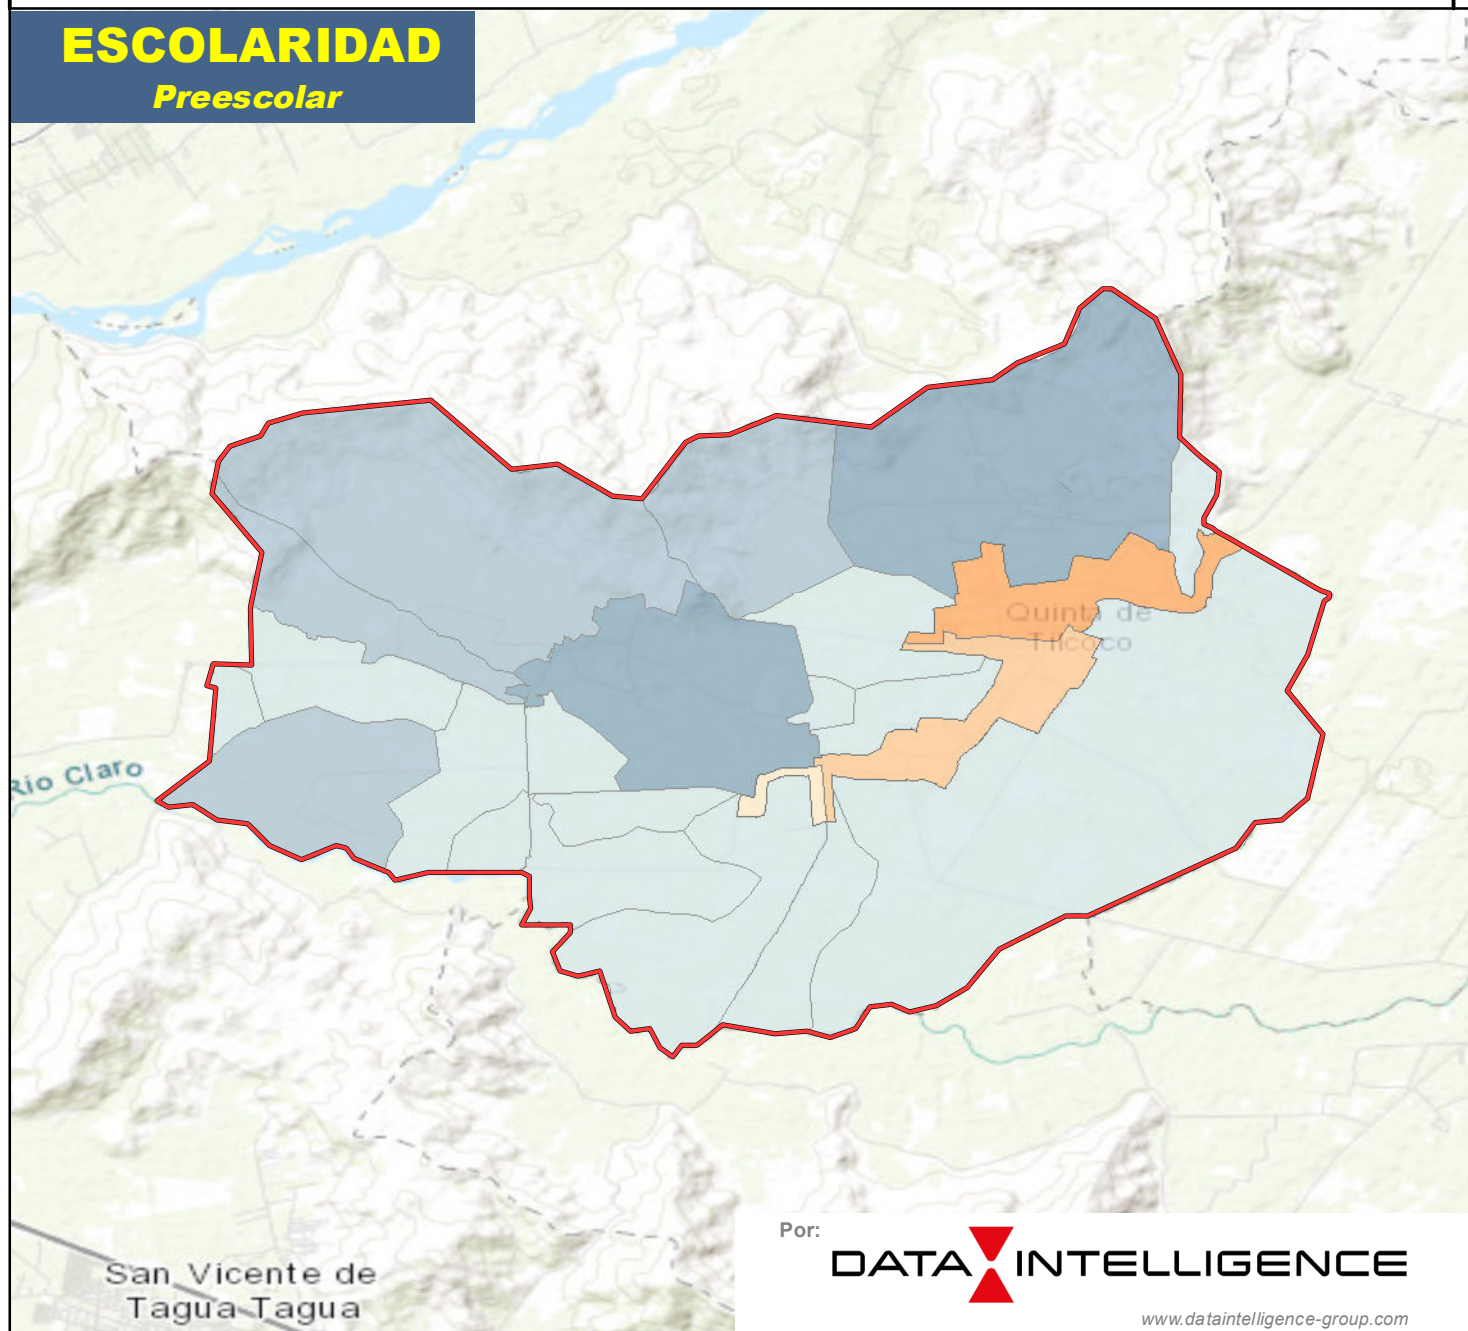 ESCOLARIDAD
Preescolar
Quinta de
Tilcoco
Rio Claro
San Vicente de
Tagua Tagua
Por:
DATA INTELLIGENCE
www.dataintelligence-group.com